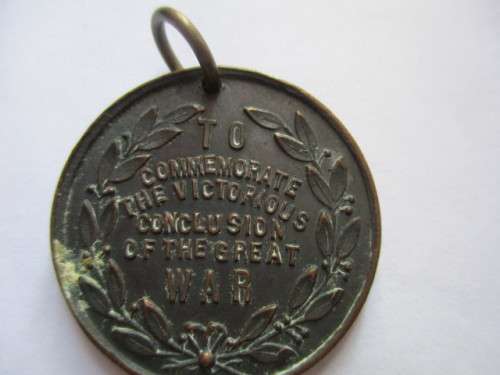 TO
COMMEMORATE
THE VICTORIOUS
CONCLUSION
OF THE GREAT
WAR